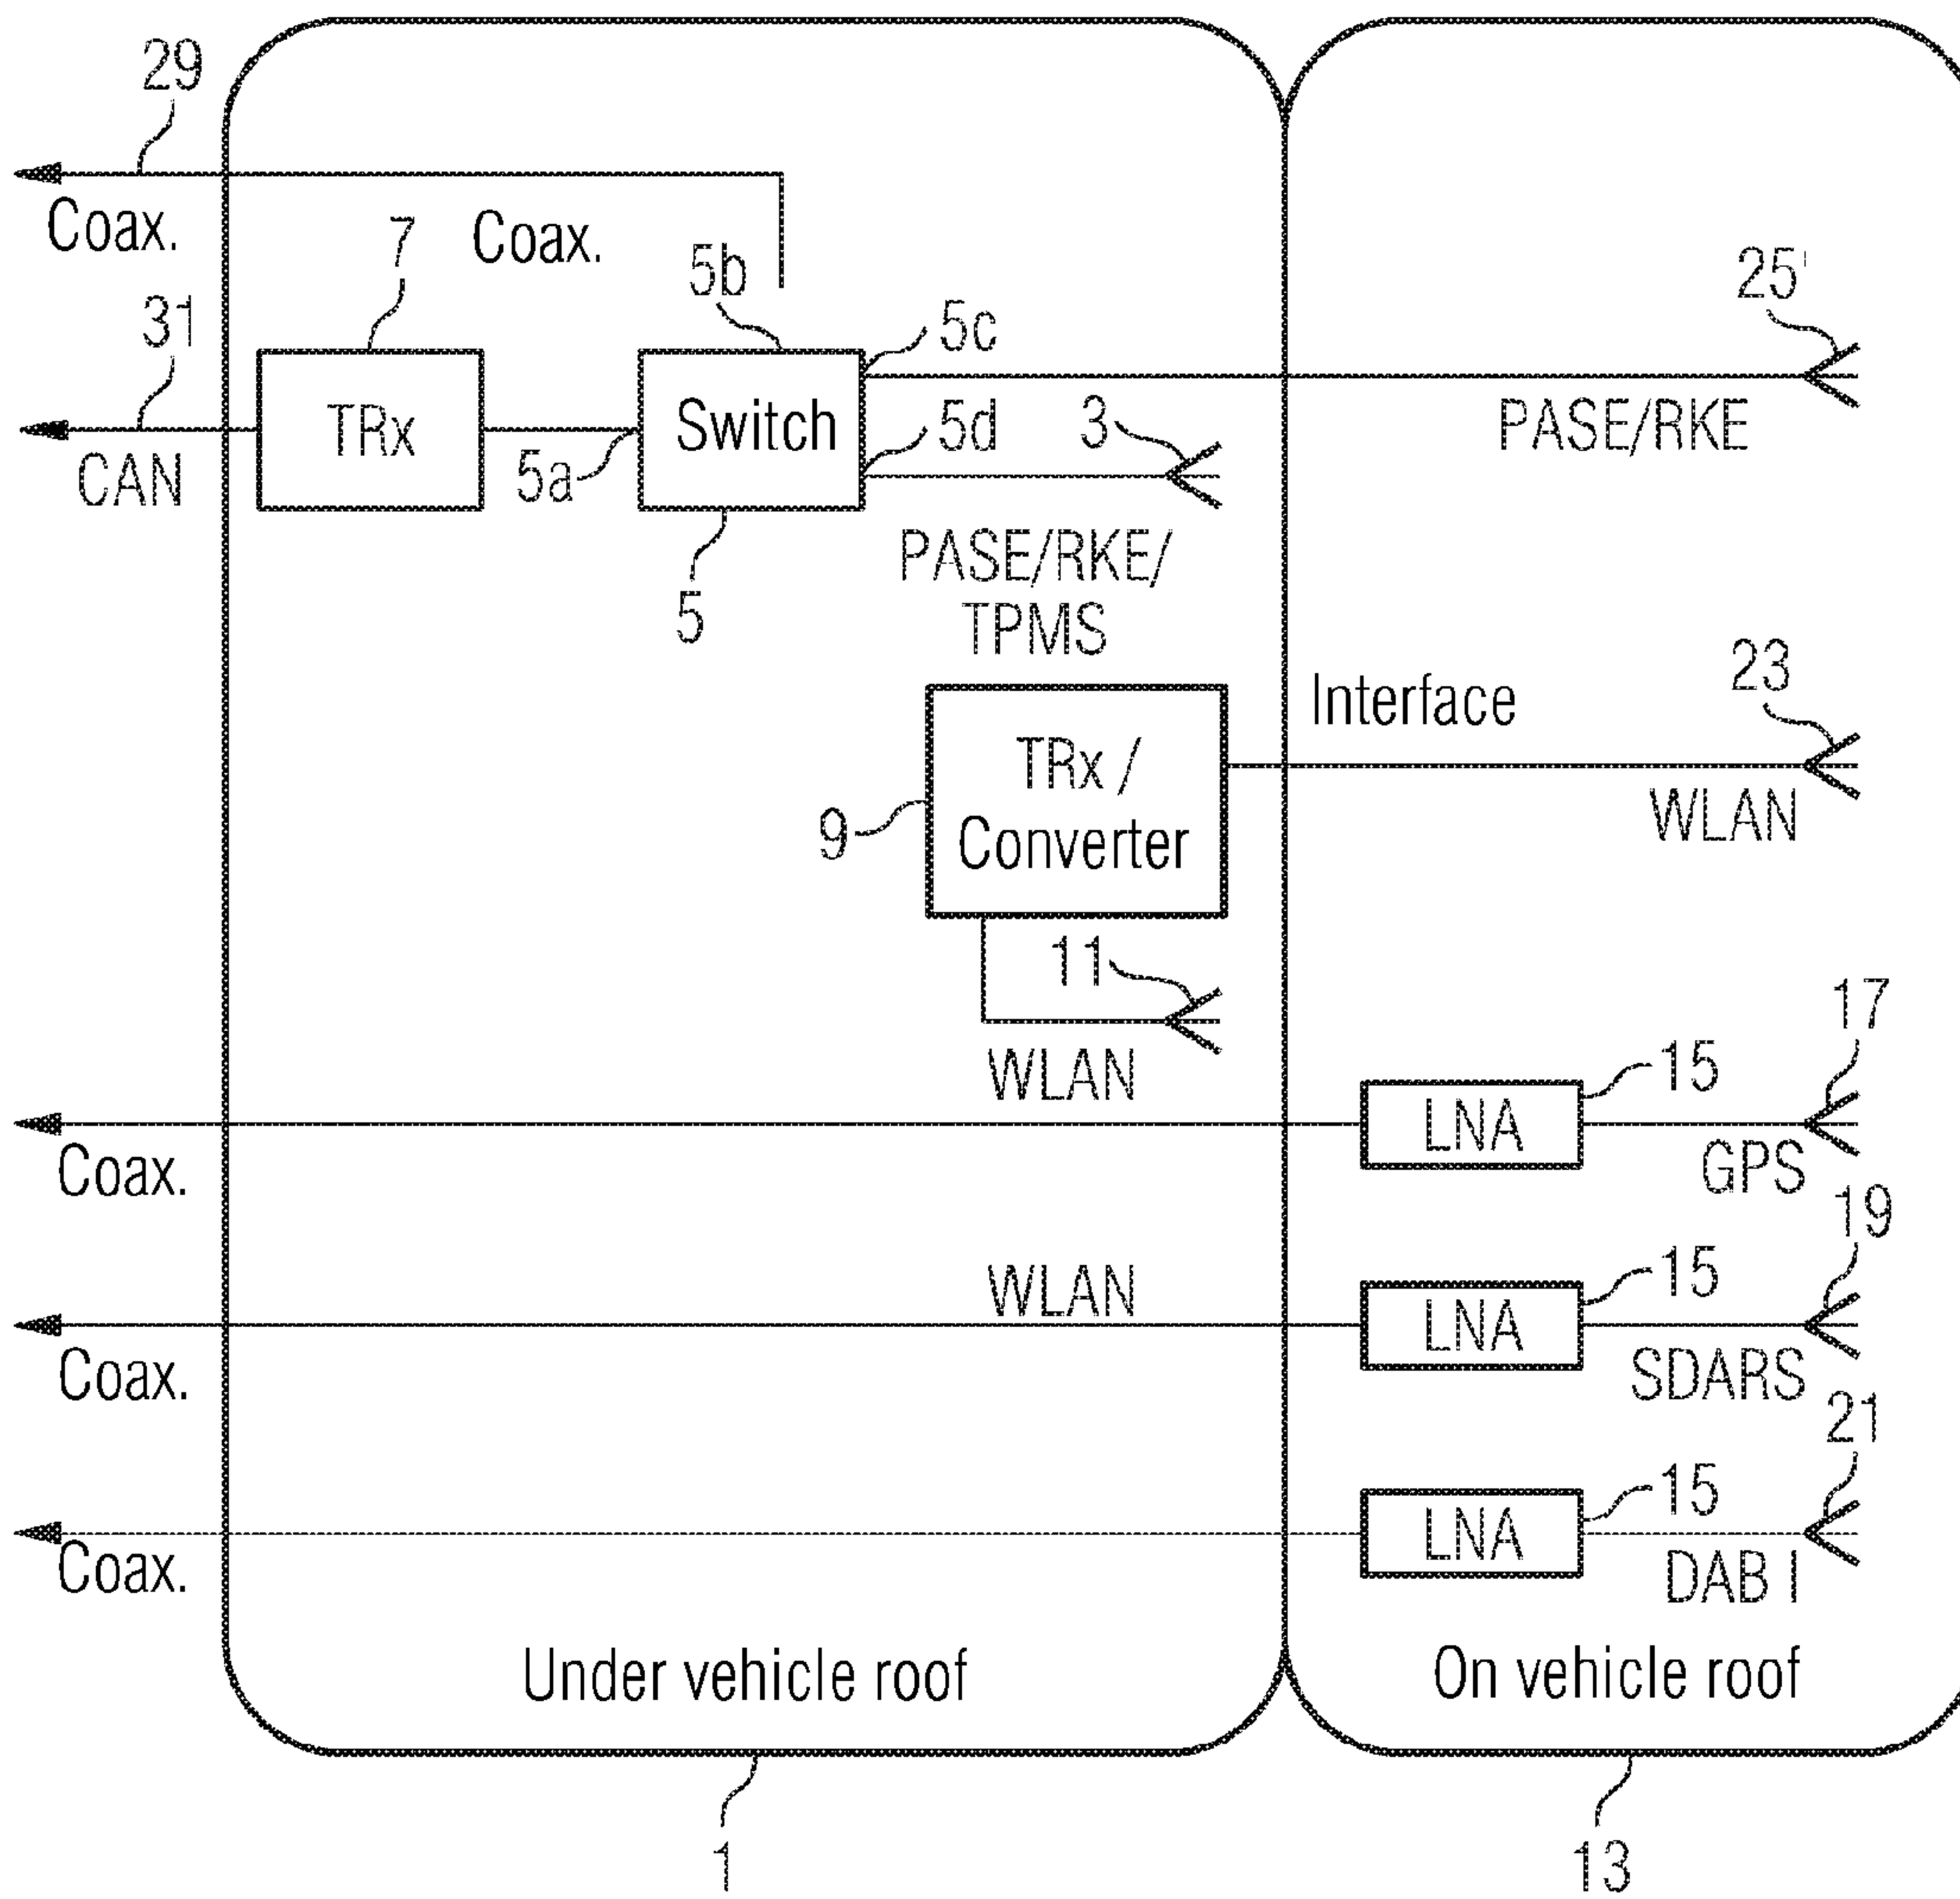 29
Coax.
7
Coax.
5b
25'
31
5c
TRx
Switch
5d
3
PASE/RKE
CAN
5a
PASE/RKE/
TPMS
5
23
Interface
TRx /
Converter
9
WLAN
11
17
WLAN
15
LNA
Coax.
GPS
19
WLAN
15
LNA
Coax.
SDARS
21
15
LNA
Coax.
DAB I
Under vehicle roof
On vehicle roof
1
13